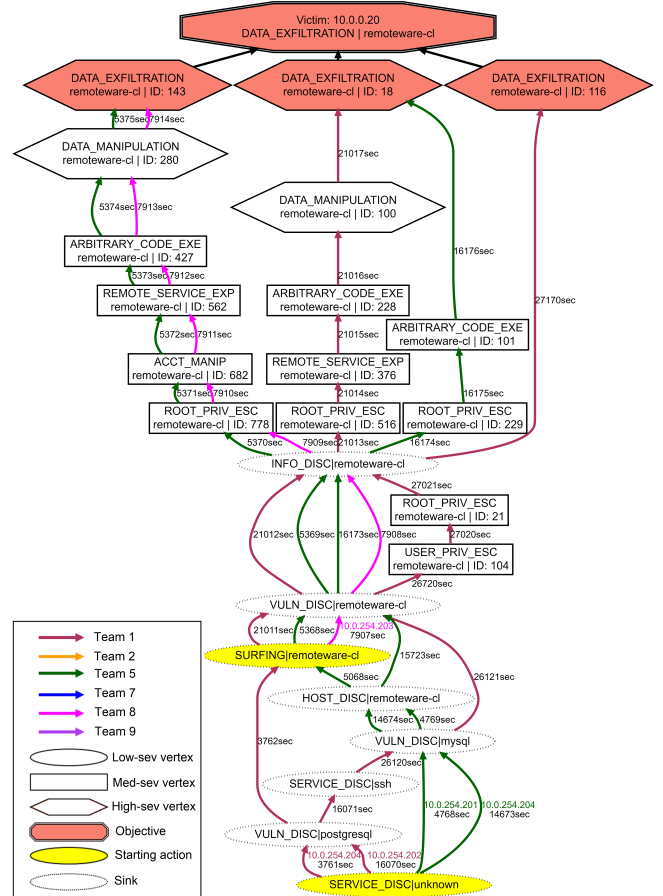 Victim: 10.0.0.20
DATA_EXFILTRATION | remoteware-cl
DATA_EXFILTRATION
remoteware-cl | ID: 143
DATA_EXFILTRATION
remoteware-cl | ID: 18
DATA_EXFILTRATION
remoteware-cl | ID: 116
5375sec
7914sec
DATA_MANIPULATION
remoteware-cl | ID: 280
21017sec
DATA_MANIPULATION
remoteware-cl | ID: 100
5374sec
7913sec
ARBITRARY_CODE_EXE
remoteware-cl | ID: 427
16176sec
5373sec
7912sec
21016sec
27170sec
REMOTE_SERVICE_EXP
remoteware-cl | ID: 562
ARBITRARY_CODE_EXE
remoteware-cl | ID: 228
ARBITRARY_CODE_EXE
remoteware-cl | ID: 101
5372sec
7911sec
21015sec
ACCT_MANIP
remoteware-cl | ID: 682
REMOTE_SERVICE_EXP
remoteware-cl | ID: 376
5371sec
7910sec
21014sec
16175sec
ROOT_PRIV_ESC
remoteware-cl | ID: 778
ROOT_PRIV_ESC
remoteware-cl | ID: 516
ROOT_PRIV_ESC
remoteware-cl | ID: 229
5370sec
7909sec
21013sec
16174sec
INFO_DISC|remoteware-cl
27021sec
ROOT_PRIV_ESC
remoteware-cl | ID: 21
21012sec
5369sec
16173sec
7908sec
27020sec
USER_PRIV_ESC
remoteware-cl | ID: 104
26720sec
VULN_DISC|remoteware-cl
21011sec
5368sec
10.0.254.203
7907sec
15723sec
SURFING|remoteware-cl
5068sec
26121sec
HOST_DISC|remoteware-cl
14674sec
4769sec
3762sec
VULN_DISC|mysql
26120sec
SERVICE_DISC|ssh
16071sec
10.0.254.201
4768sec
10.0.254.204
14673sec
VULN_DISC|postgresql
10.0.254.204
3761sec
10.0.254.202
16070sec
SERVICE_DISC|unknown
Team 1
Team 2
Team 5
Team 7
Team 8
Team 9
Low-sev vertex
Med-sev vertex
High-sev vertex
Objective
Starting action
Sink